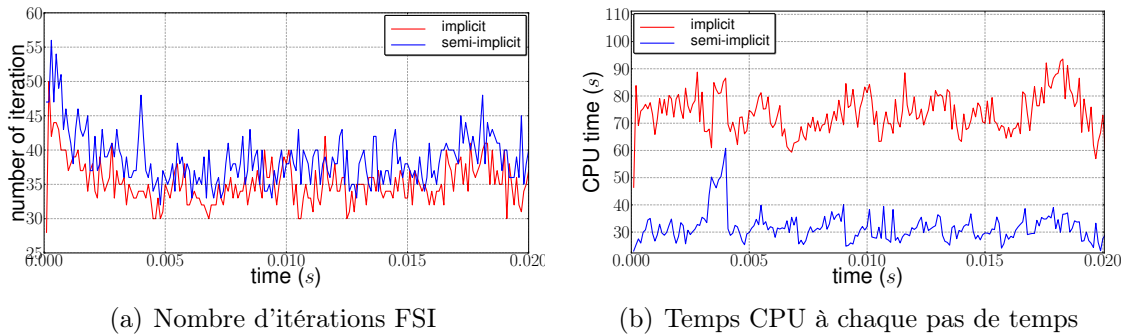 60
55
50
45
40
35
30
25
number of iteration
implicit
semi-implicit
0.000
0.005
0.010
0.015
0.020
time (s)
(a) Nombre d'itérations FSI
110
100
90
80
70
60
50
40
30
CPU time (s)
implicit
semi-implicit
0.000
0.005
0.010
0.015
0.020
time (s)
(b) Temps CPU à chaque pas de temps